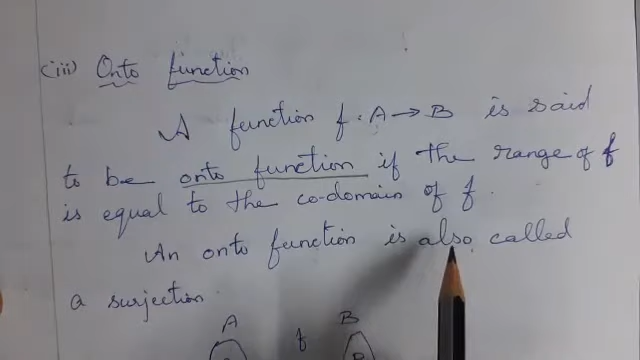 (iii) Onto function
A function f : A → B is said
to be onto function if the range of f
is equal to the co-domain of f.
An onto function is also called
a surjection.
A f B